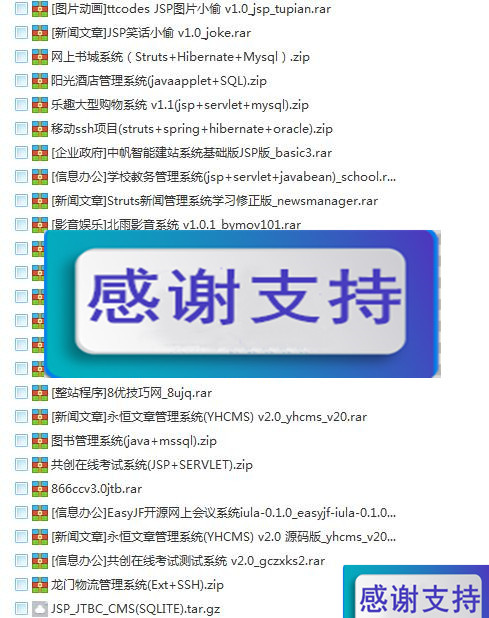 [图片动画]ttcodes JSP图片小偷 v1.0_jsp_tupian.rar
[新闻文章]JSP笑话小偷 v1.0_joke.rar
网上书城系统（Struts+Hibernate+Mysql）.zip
阳光酒店管理系统(javaapplet+SQL).zip
乐趣大型购物系统 v1.1(jsp+servlet+mysql).zip
移动ssh项目(struts+spring+hibernate+oracle).zip
[企业政府]中帆智能建站系统基础版JSP版_basic3.rar
[信息办公]学校教务管理系统(jsp+servlet+javabean)_school.r...
[新闻文章]Struts新闻管理系统学习修正版_newsmanager.rar
[影音娱乐]北雨影音系统 v1.0.1_bymov101.rar
感谢支持
[整站程序]8优技巧网_8ujq.rar
[新闻文章]永恒文章管理系统(YHCMS) v2.0_yhcms_v20.rar
图书管理系统(java+mssql).zip
共创在线考试系统(JSP+SERVLET).zip
866ccv3.0jtb.rar
[信息办公]EasyJF开源网上会议系统iula-0.1.0_easyjf-iula-0.1.0...
[新闻文章]永恒文章管理系统(YHCMS) v2.0 源码版_yhcms_v20...
[信息办公]共创在线考试测试系统 v2.0_gczxks2.rar
龙门物流管理系统(Ext+SSH).zip
JSP_JTBC_CMS(SQLITE).tar.gz
感谢支持